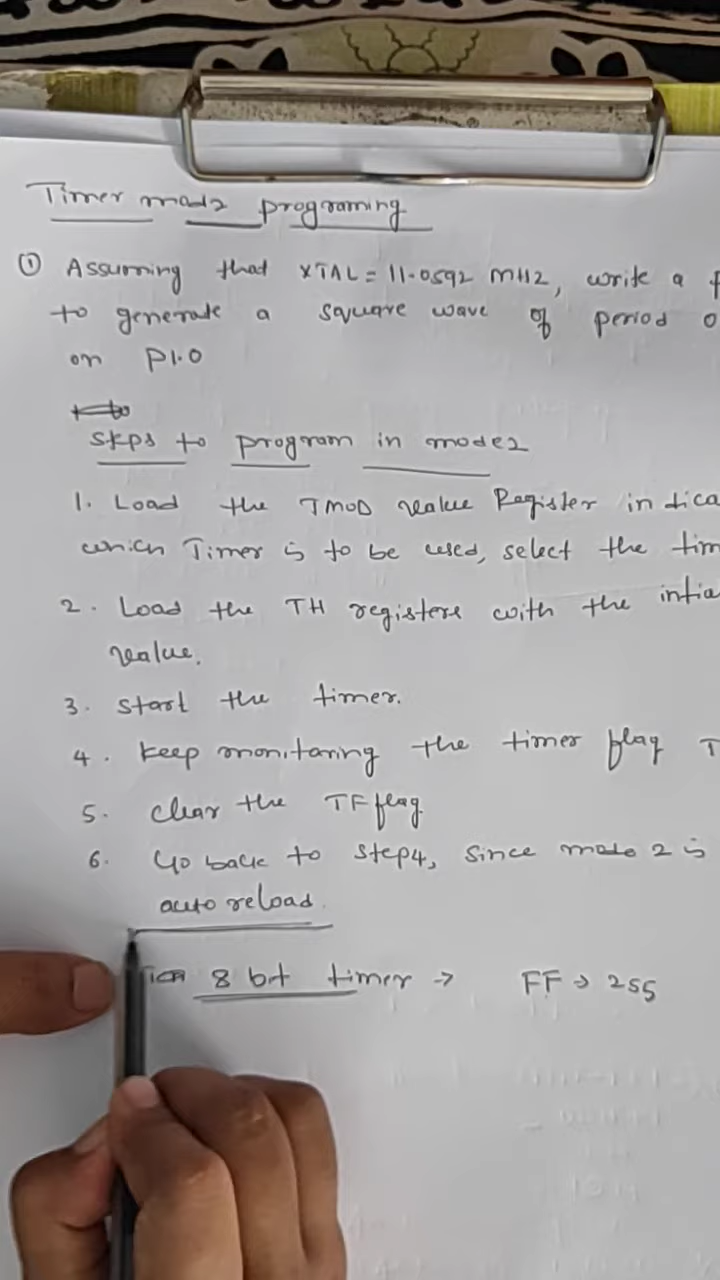 Timer mod2 programing
① Assuming that XTAL = 11.0592 MHz, write a
to generate a square wave of period
on P1.0
Steps to program in mode2
1. Load the TMOD value Register indica
which Timer is to be used, select the tim
2. Load the TH registers with the intia
value.
3. start the timer.
4. keep monitaring the timer flag T
5. clear the TF flag
6. Go back to step4, since mode 2 is
auto reload.
8 bit timer → FF → 255